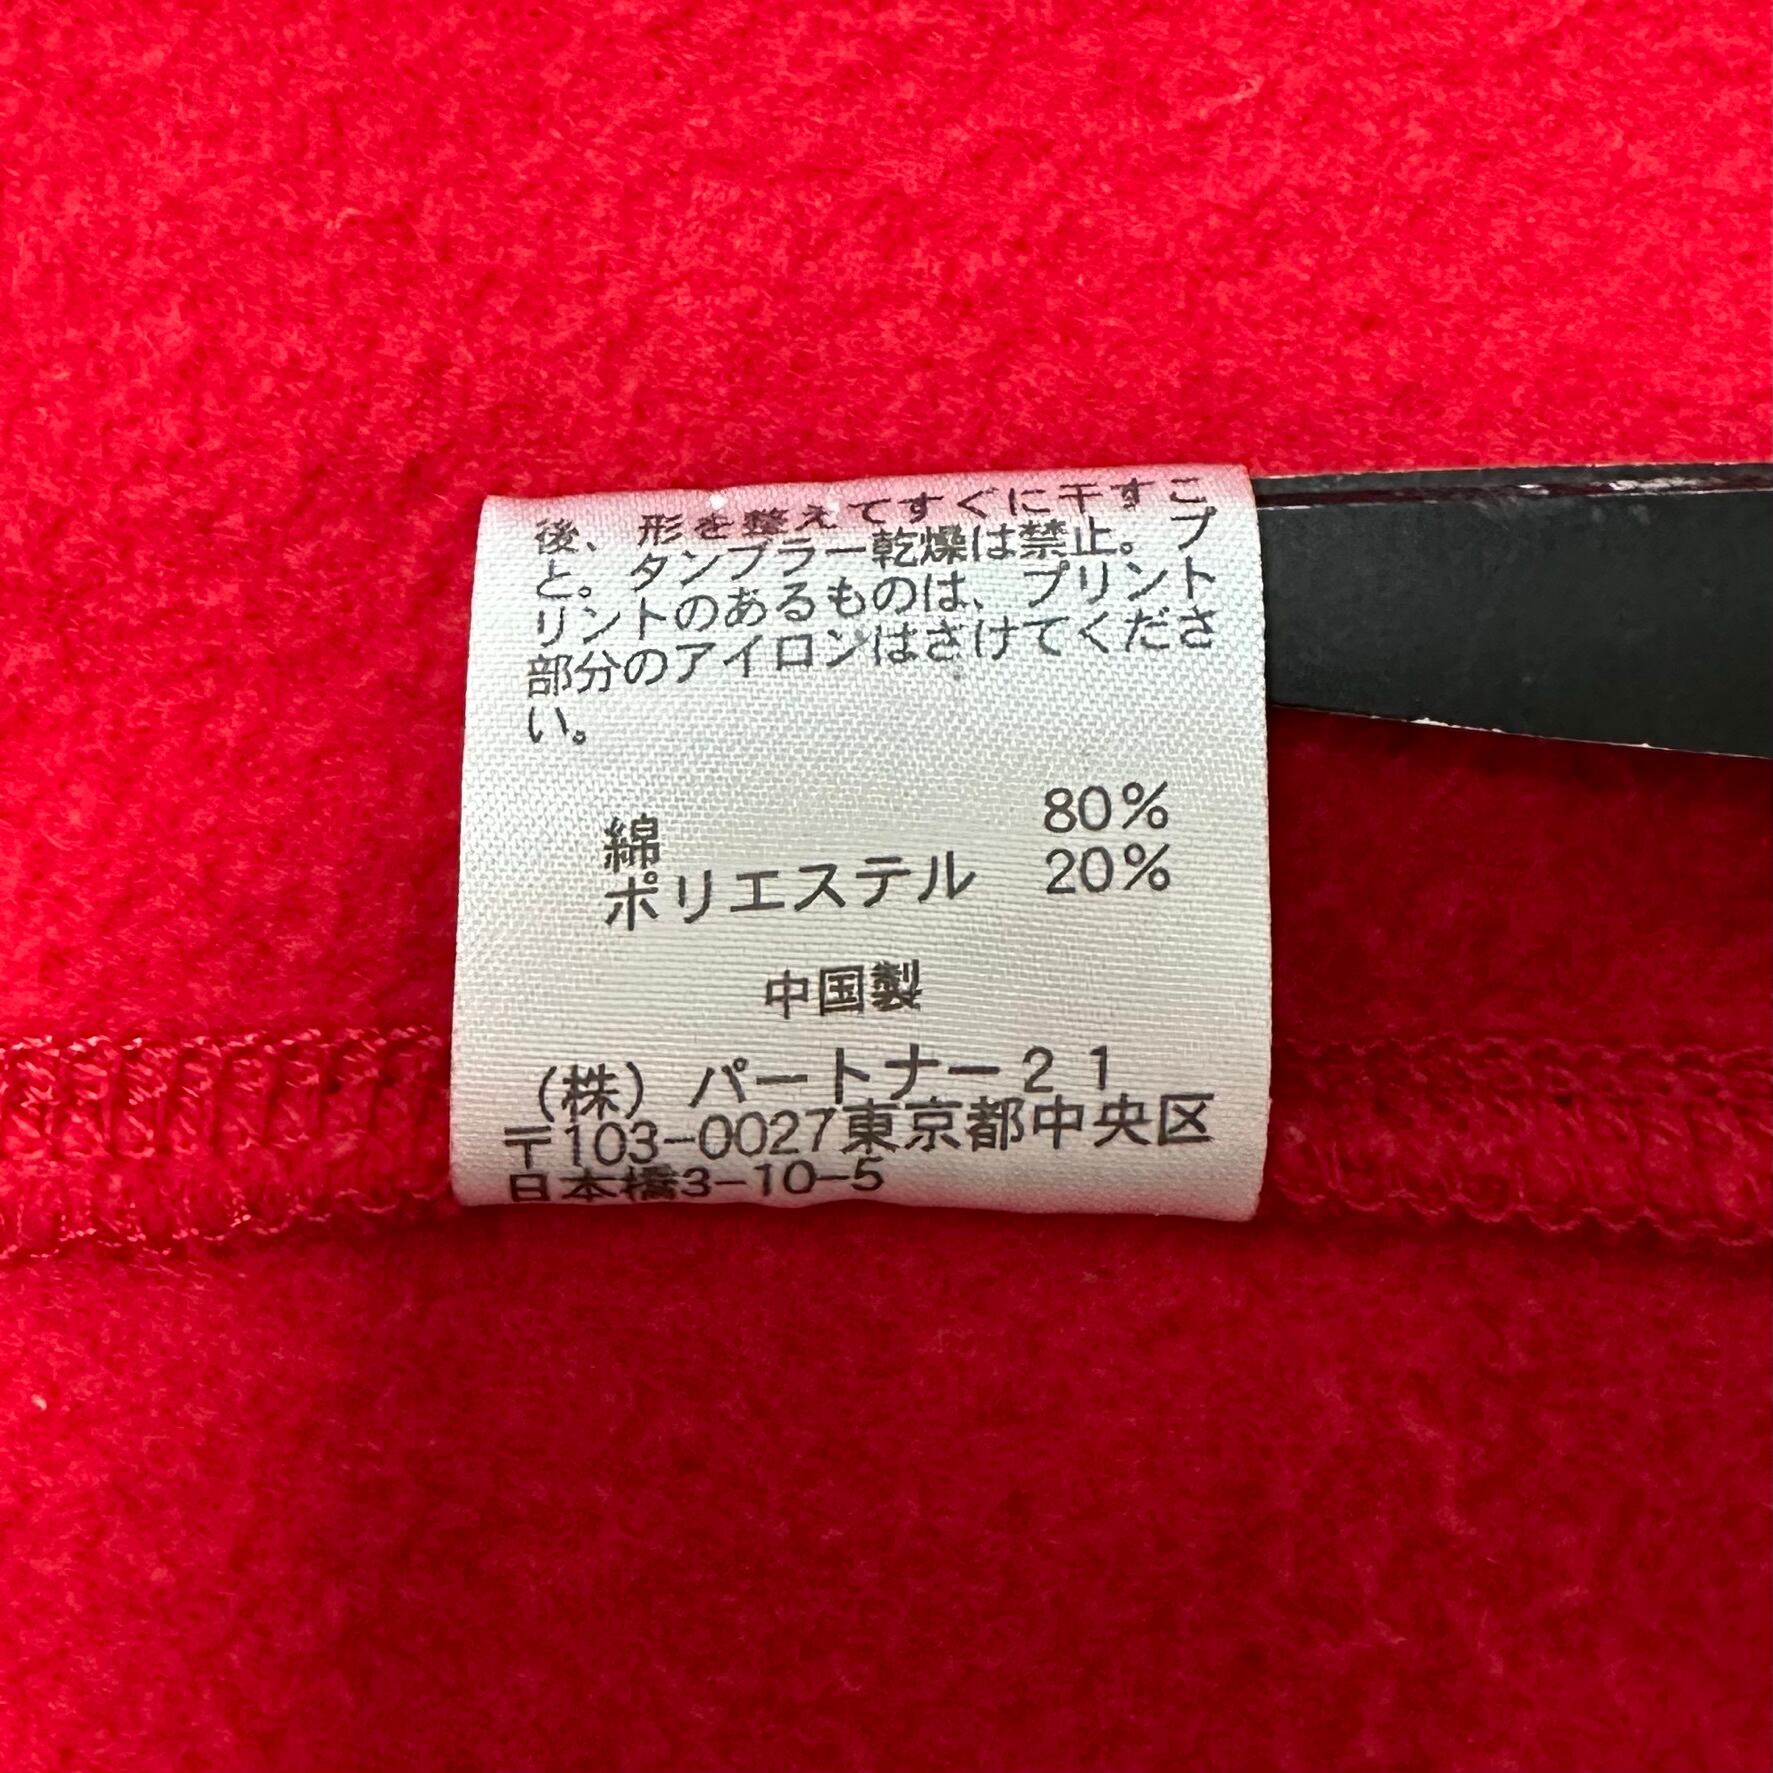 後、形を整えてすぐに干すこ
と。タンブラー乾燥は禁止。プ
リントのあるものは、プリント
部分のアイロンはさけてくださ
い。
綿 80%
ポリエステル 20%
中国製
(株) パートナー21
〒103-0027東京都中央区
日本橋3-10-5